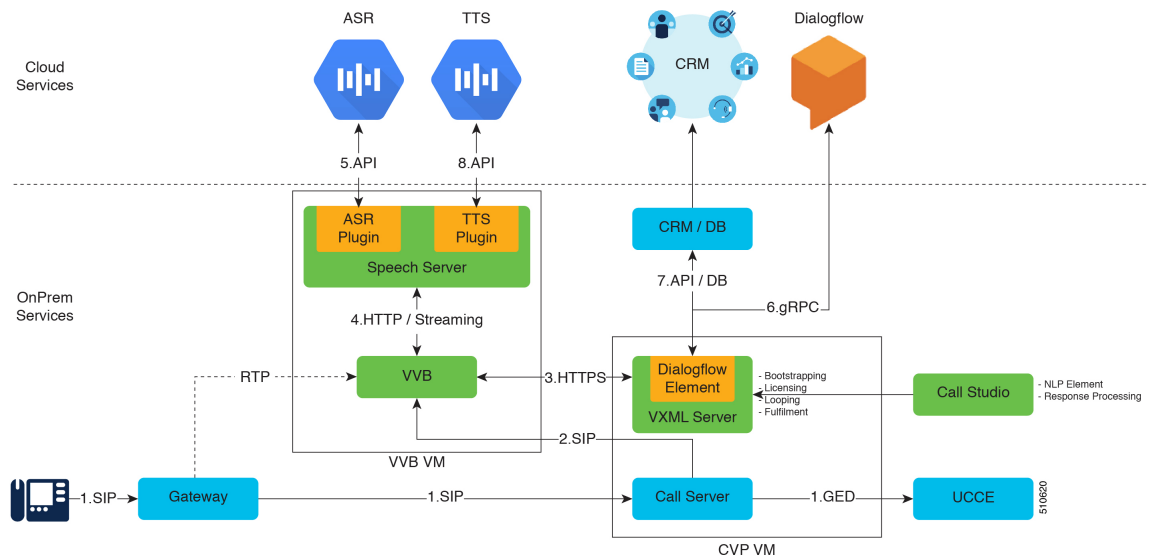 ASR
TTS
Dialogflow
Cloud
Services
CRM
5.API
8.API
ASR
Plugin
TTS
Plugin
Speech Server
CRM / DB
OnPrem
Services
7.API / DB
6.gRPC
4.HTTP / Streaming
RTP
VVB
3.HTTPS
Dialogflow
Element
VXML Server
- Bootstrapping
- Licensing
- Looping
- Fulfilment
Call Studio
- NLP Element
- Response Processing
2.SIP
VVB VM
1.SIP
Gateway
1.SIP
Call Server
1.GED
UCCE
510620
CVP VM